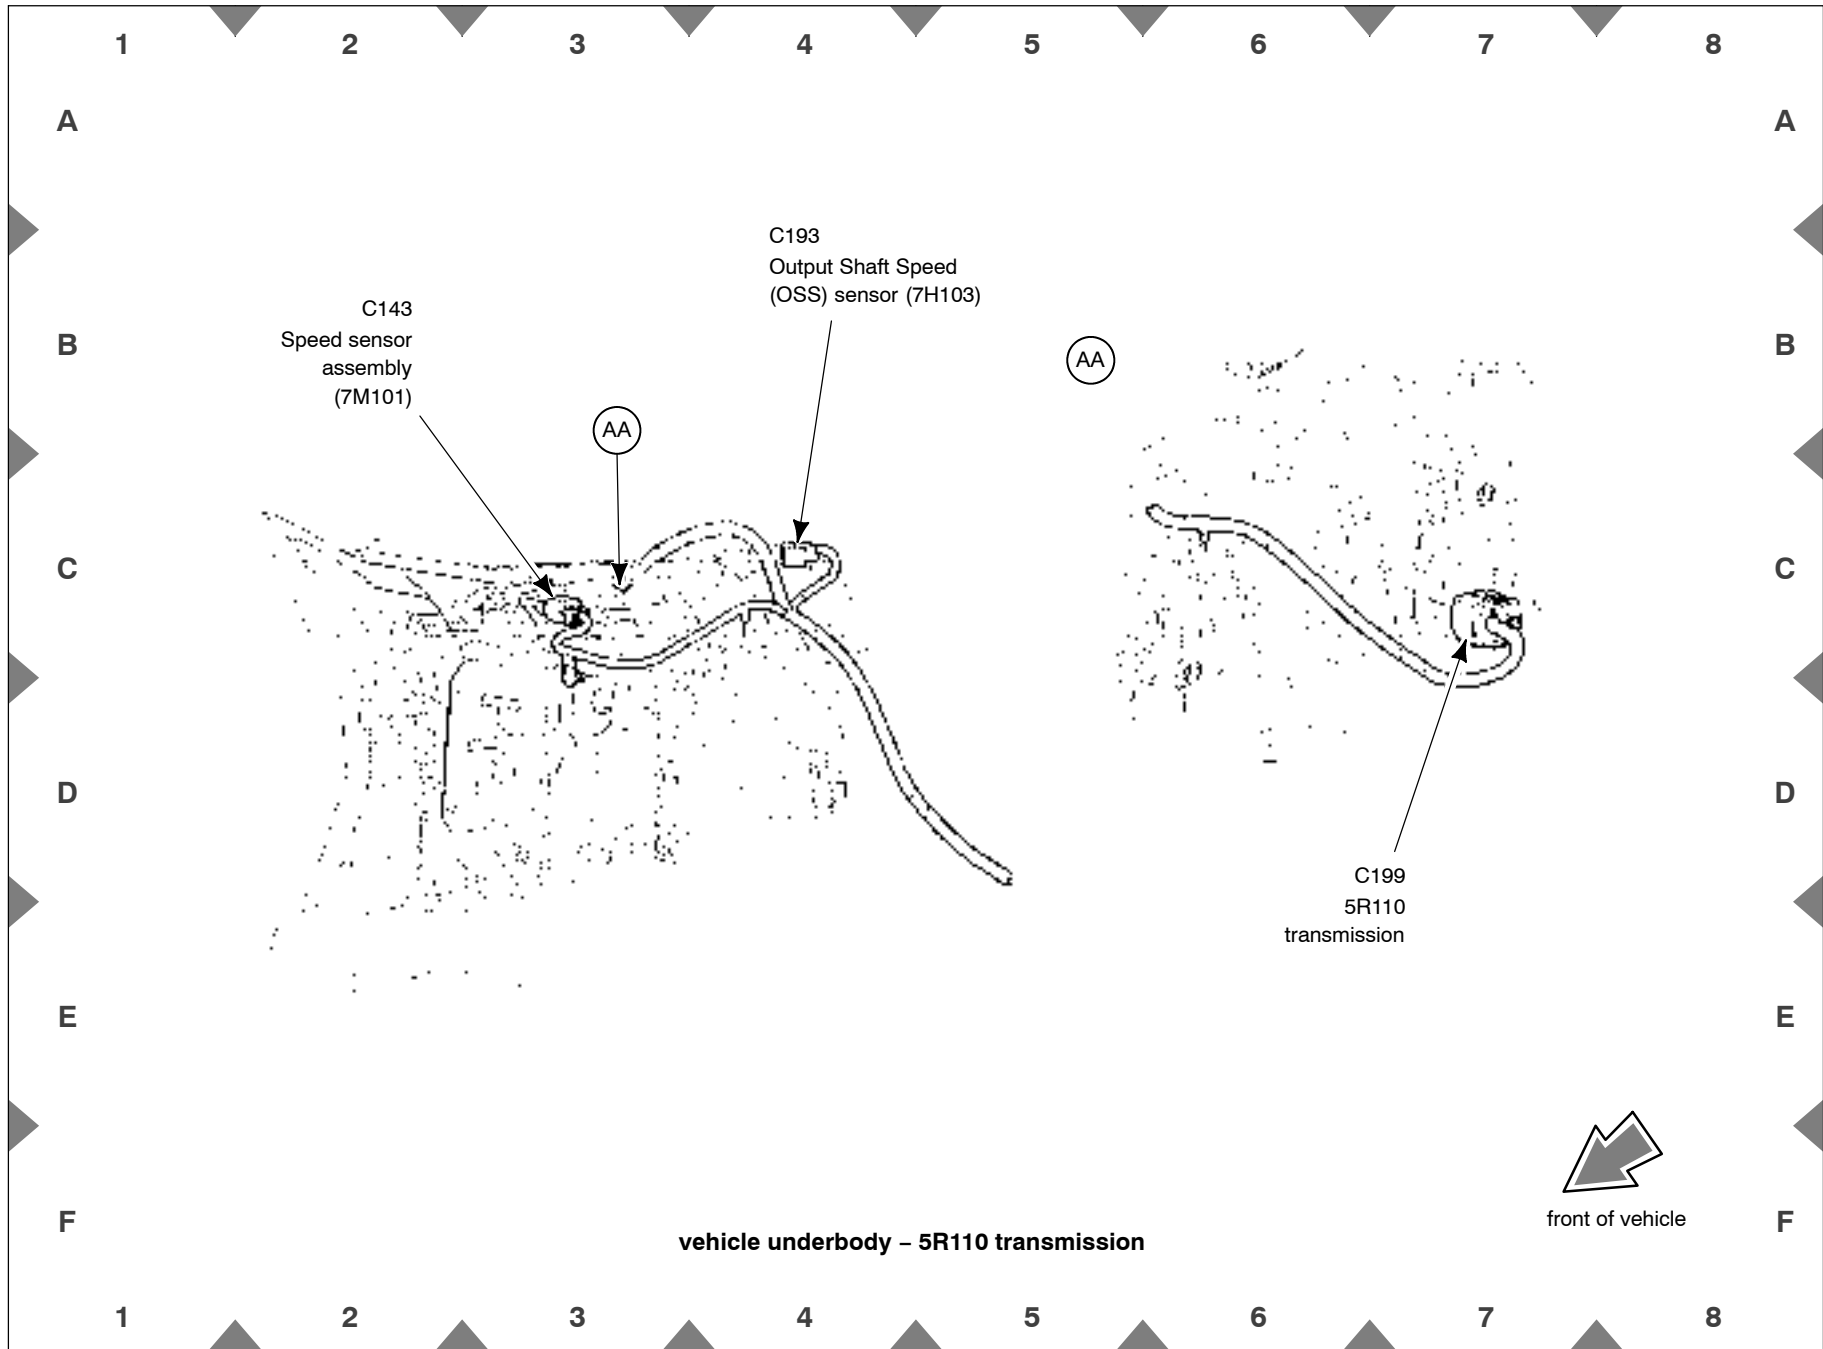 1 2 3 4 5 6 7 8
A A
C193
Output Shaft Speed
(OSS) sensor (7H103)
C143
Speed sensor
assembly
(7M101)
B B
AA
AA
C C
D D
C199
5R110
transmission
E E
front of vehicle
F F
vehicle underbody – 5R110 transmission
1 2 3 4 5 6 7 8